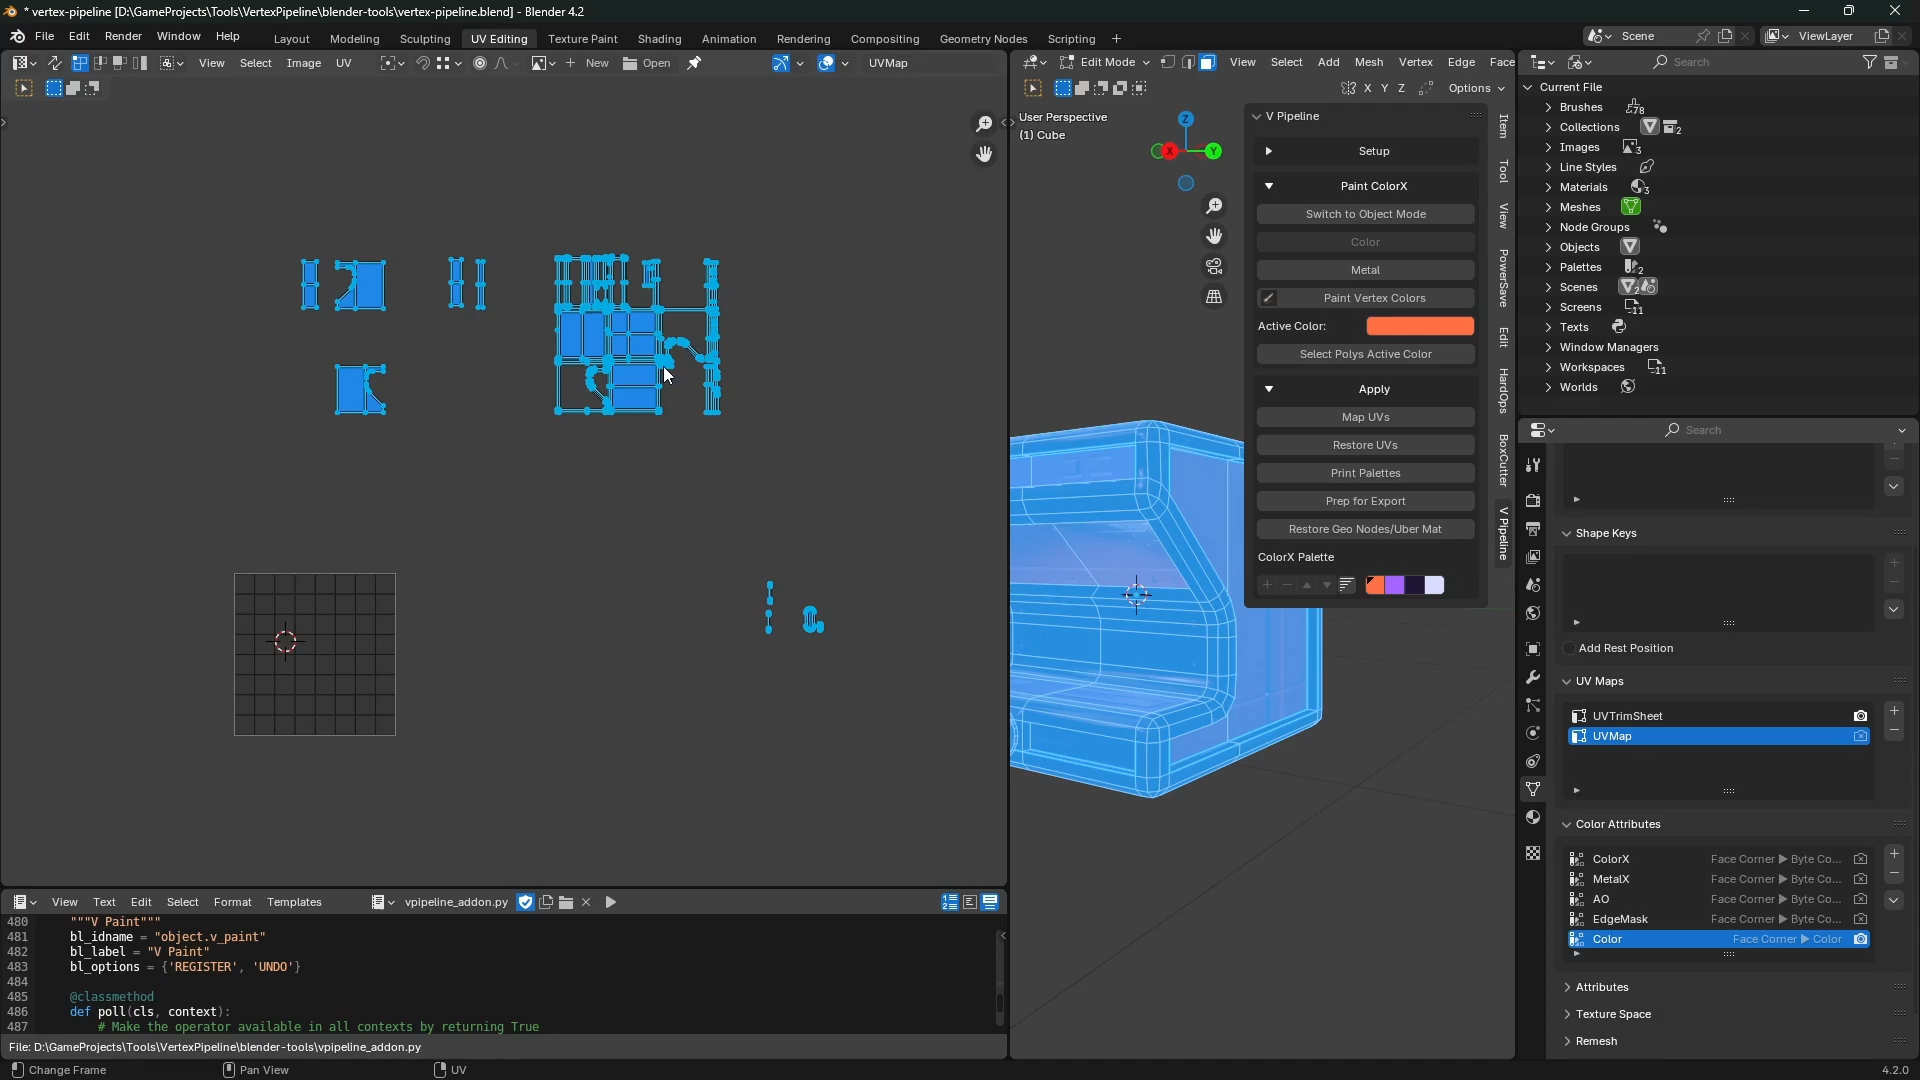 * vertex-pipeline [D:\GameProjects\Tools\VertexPipeline\blender-tools\vertex-pipeline.blend] - Blender 4.2
File Edit Render Window Help Layout Modeling Sculpting UV Editing Texture Paint Shading Animation Rendering Compositing Geometry Nodes Scripting + Scene ViewLayer
View Select Image UV New Open UVMap
Edit Mode View Select Add Mesh Vertex Edge Face
X Y Z Options
User Perspective
(1) Cube
Z
X
Y
V Pipeline
Setup
Paint ColorX
Switch to Object Mode
Color
Metal
Paint Vertex Colors
Active Color:
Select Polys Active Color
Apply
Map UVs
Restore UVs
Print Palettes
Prep for Export
Restore Geo Nodes/Uber Mat
ColorX Palette
Item
Tool
View
PowerSave
Edit
HardOps
BoxCutter
V Pipeline
Search
Current File
Brushes 78
Collections 2
Images 3
Line Styles
Materials 3
Meshes
Node Groups
Objects
Palettes 2
Scenes 2
Screens 11
Texts
Window Managers
Workspaces 11
Worlds
Search
Shape Keys
Add Rest Position
UV Maps
UVTrimSheet
UVMap
Color Attributes
ColorX Face Corner ▶ Byte Co...
MetalX Face Corner ▶ Byte Co...
AO Face Corner ▶ Byte Co...
EdgeMask Face Corner ▶ Byte Co...
Color Face Corner ▶ Color
Attributes
Texture Space
Remesh
View Text Edit Select Format Templates vpipeline_addon.py
480 """V Paint"""
481 bl_idname = "object.v_paint"
482 bl_label = "V Paint"
483 bl_options = {'REGISTER', 'UNDO'}
484
485 @classmethod
486 def poll(cls, context):
487 # Make the operator available in all contexts by returning True
File: D:\GameProjects\Tools\VertexPipeline\blender-tools\vpipeline_addon.py
Change Frame Pan View UV 4.2.0